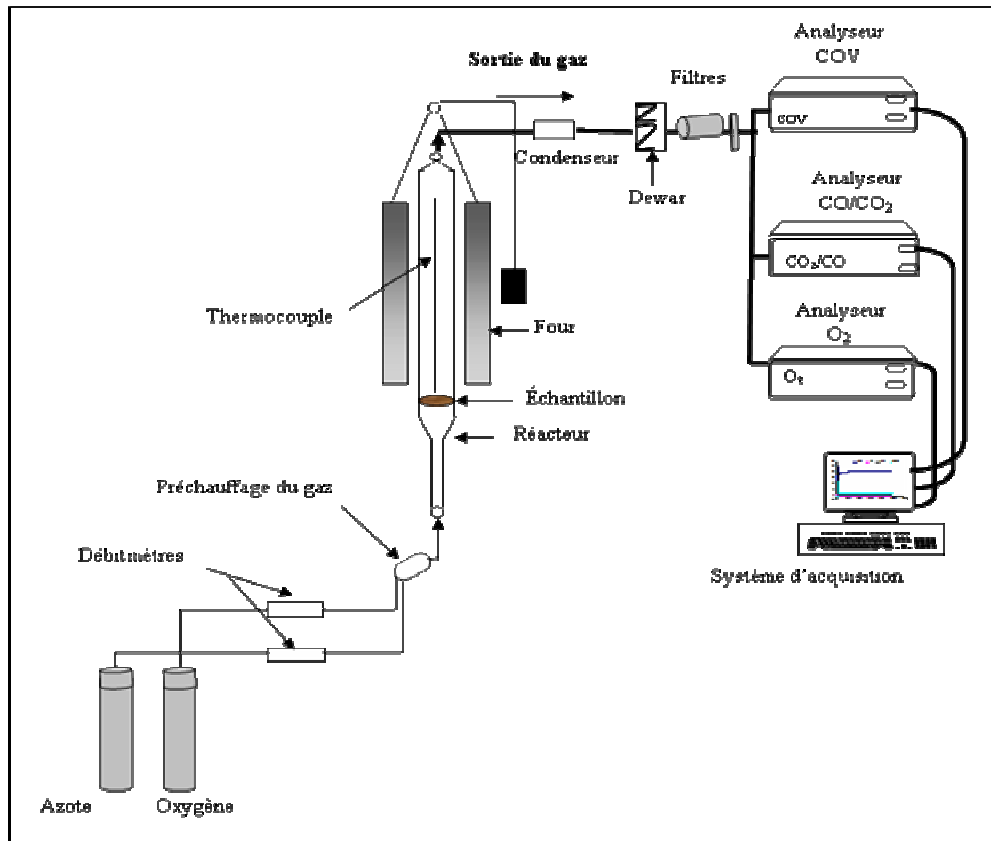 Analyseur
COV
Sortie du gaz
Filtres
COV
Condenseur
Dewar
Analyseur
CO/CO₂
CO₂/CO
Thermocouple
Four
Analyseur
O₂
O₂
Échantillon
Réacteur
Préchauffage du gaz
Débitmètres
Système d'acquisition
Azote
Oxygène